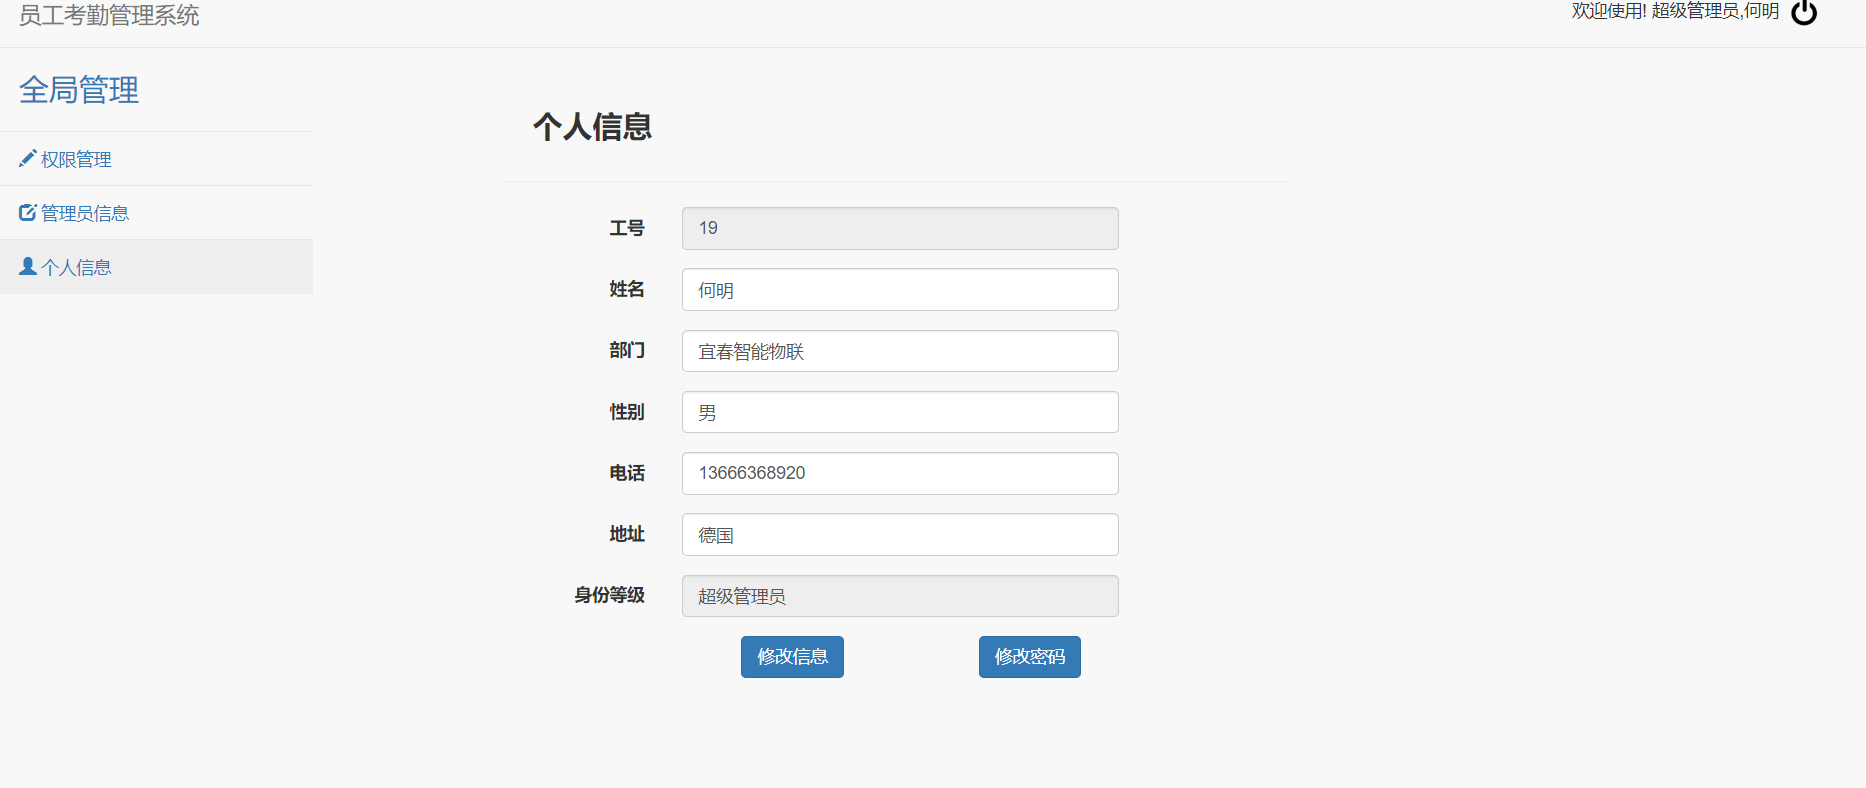 员工考勤管理系统
欢迎使用! 超级管理员,何明
全局管理
权限管理
管理员信息
个人信息
个人信息
工号 19
姓名 何明
部门 宜春智能物联
性别 男
电话 13666368920
地址 德国
身份等级 超级管理员
修改信息 修改密码